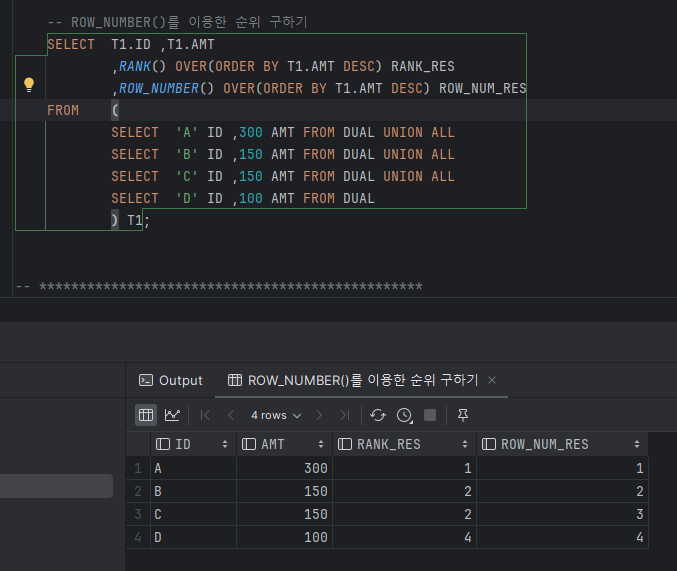 -- ROW_NUMBER()를 이용한 순위 구하기
SELECT T1.ID ,T1.AMT
,RANK() OVER(ORDER BY T1.AMT DESC) RANK_RES
,ROW_NUMBER() OVER(ORDER BY T1.AMT DESC) ROW_NUM_RES
FROM (
SELECT 'A' ID ,300 AMT FROM DUAL UNION ALL
SELECT 'B' ID ,150 AMT FROM DUAL UNION ALL
SELECT 'C' ID ,150 AMT FROM DUAL UNION ALL
SELECT 'D' ID ,100 AMT FROM DUAL
) T1;
-- ************************************************
Output ROW_NUMBER()를 이용한 순위 구하기
4 rows
ID AMT RANK_RES ROW_NUM_RES
1 A 300 1 1
2 B 150 2 2
3 C 150 2 3
4 D 100 4 4